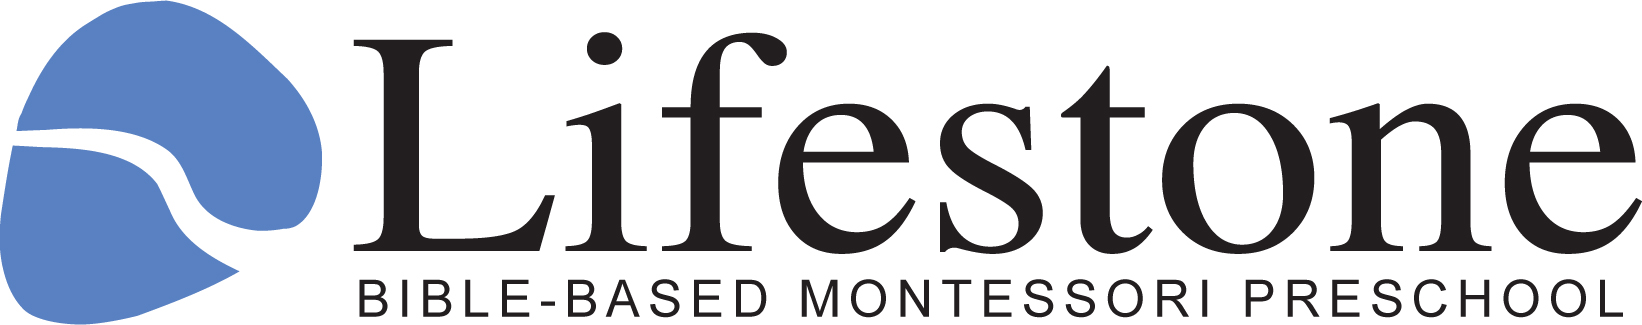 Lifestone
BIBLE-BASED MONTESSORI PRESCHOOL